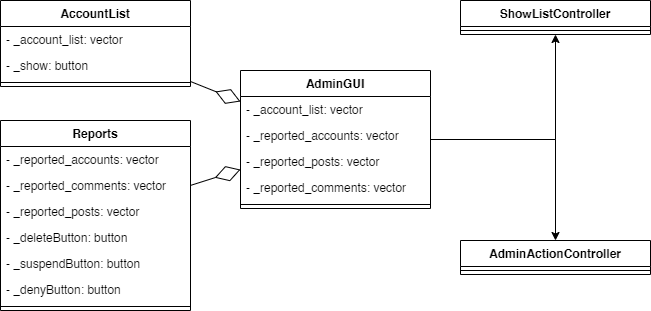 AccountList
- _account_list: vector
- _show: button
Reports
- _reported_accounts: vector
- _reported_comments: vector
- _reported_posts: vector
- _deleteButton: button
- _suspendButton: button
- _denyButton: button
AdminGUI
- _account_list: vector
- _reported_accounts: vector
- _reported_posts: vector
- _reported_comments: vector
ShowListController
AdminActionController